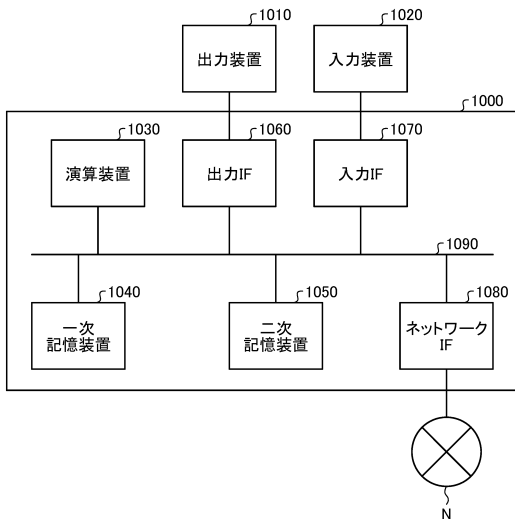 1010
1020
出力装置
入力装置
1000
1030
1060
1070
演算装置
出力IF
入力IF
1090
1040
1050
1080
一次
記憶装置
二次
記憶装置
ネットワーク
IF
N